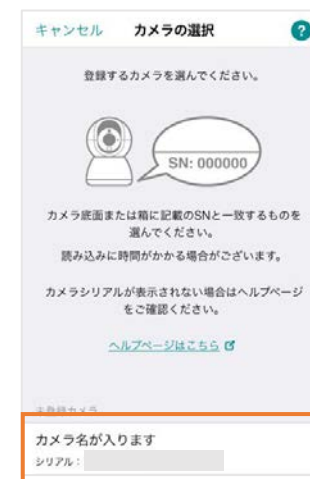 キャンセル カメラの選択 ?
登録するカメラを選んでください。
SN: 000000
カメラ底面または箱に記載のSNと一致するものを
選んでください。
読み込みに時間がかかる場合がございます。
カメラシリアルが表示されない場合はヘルプページ
をご確認ください。
ヘルプページはこちら
未登録カメラ
カメラ名が入ります
シリアル：